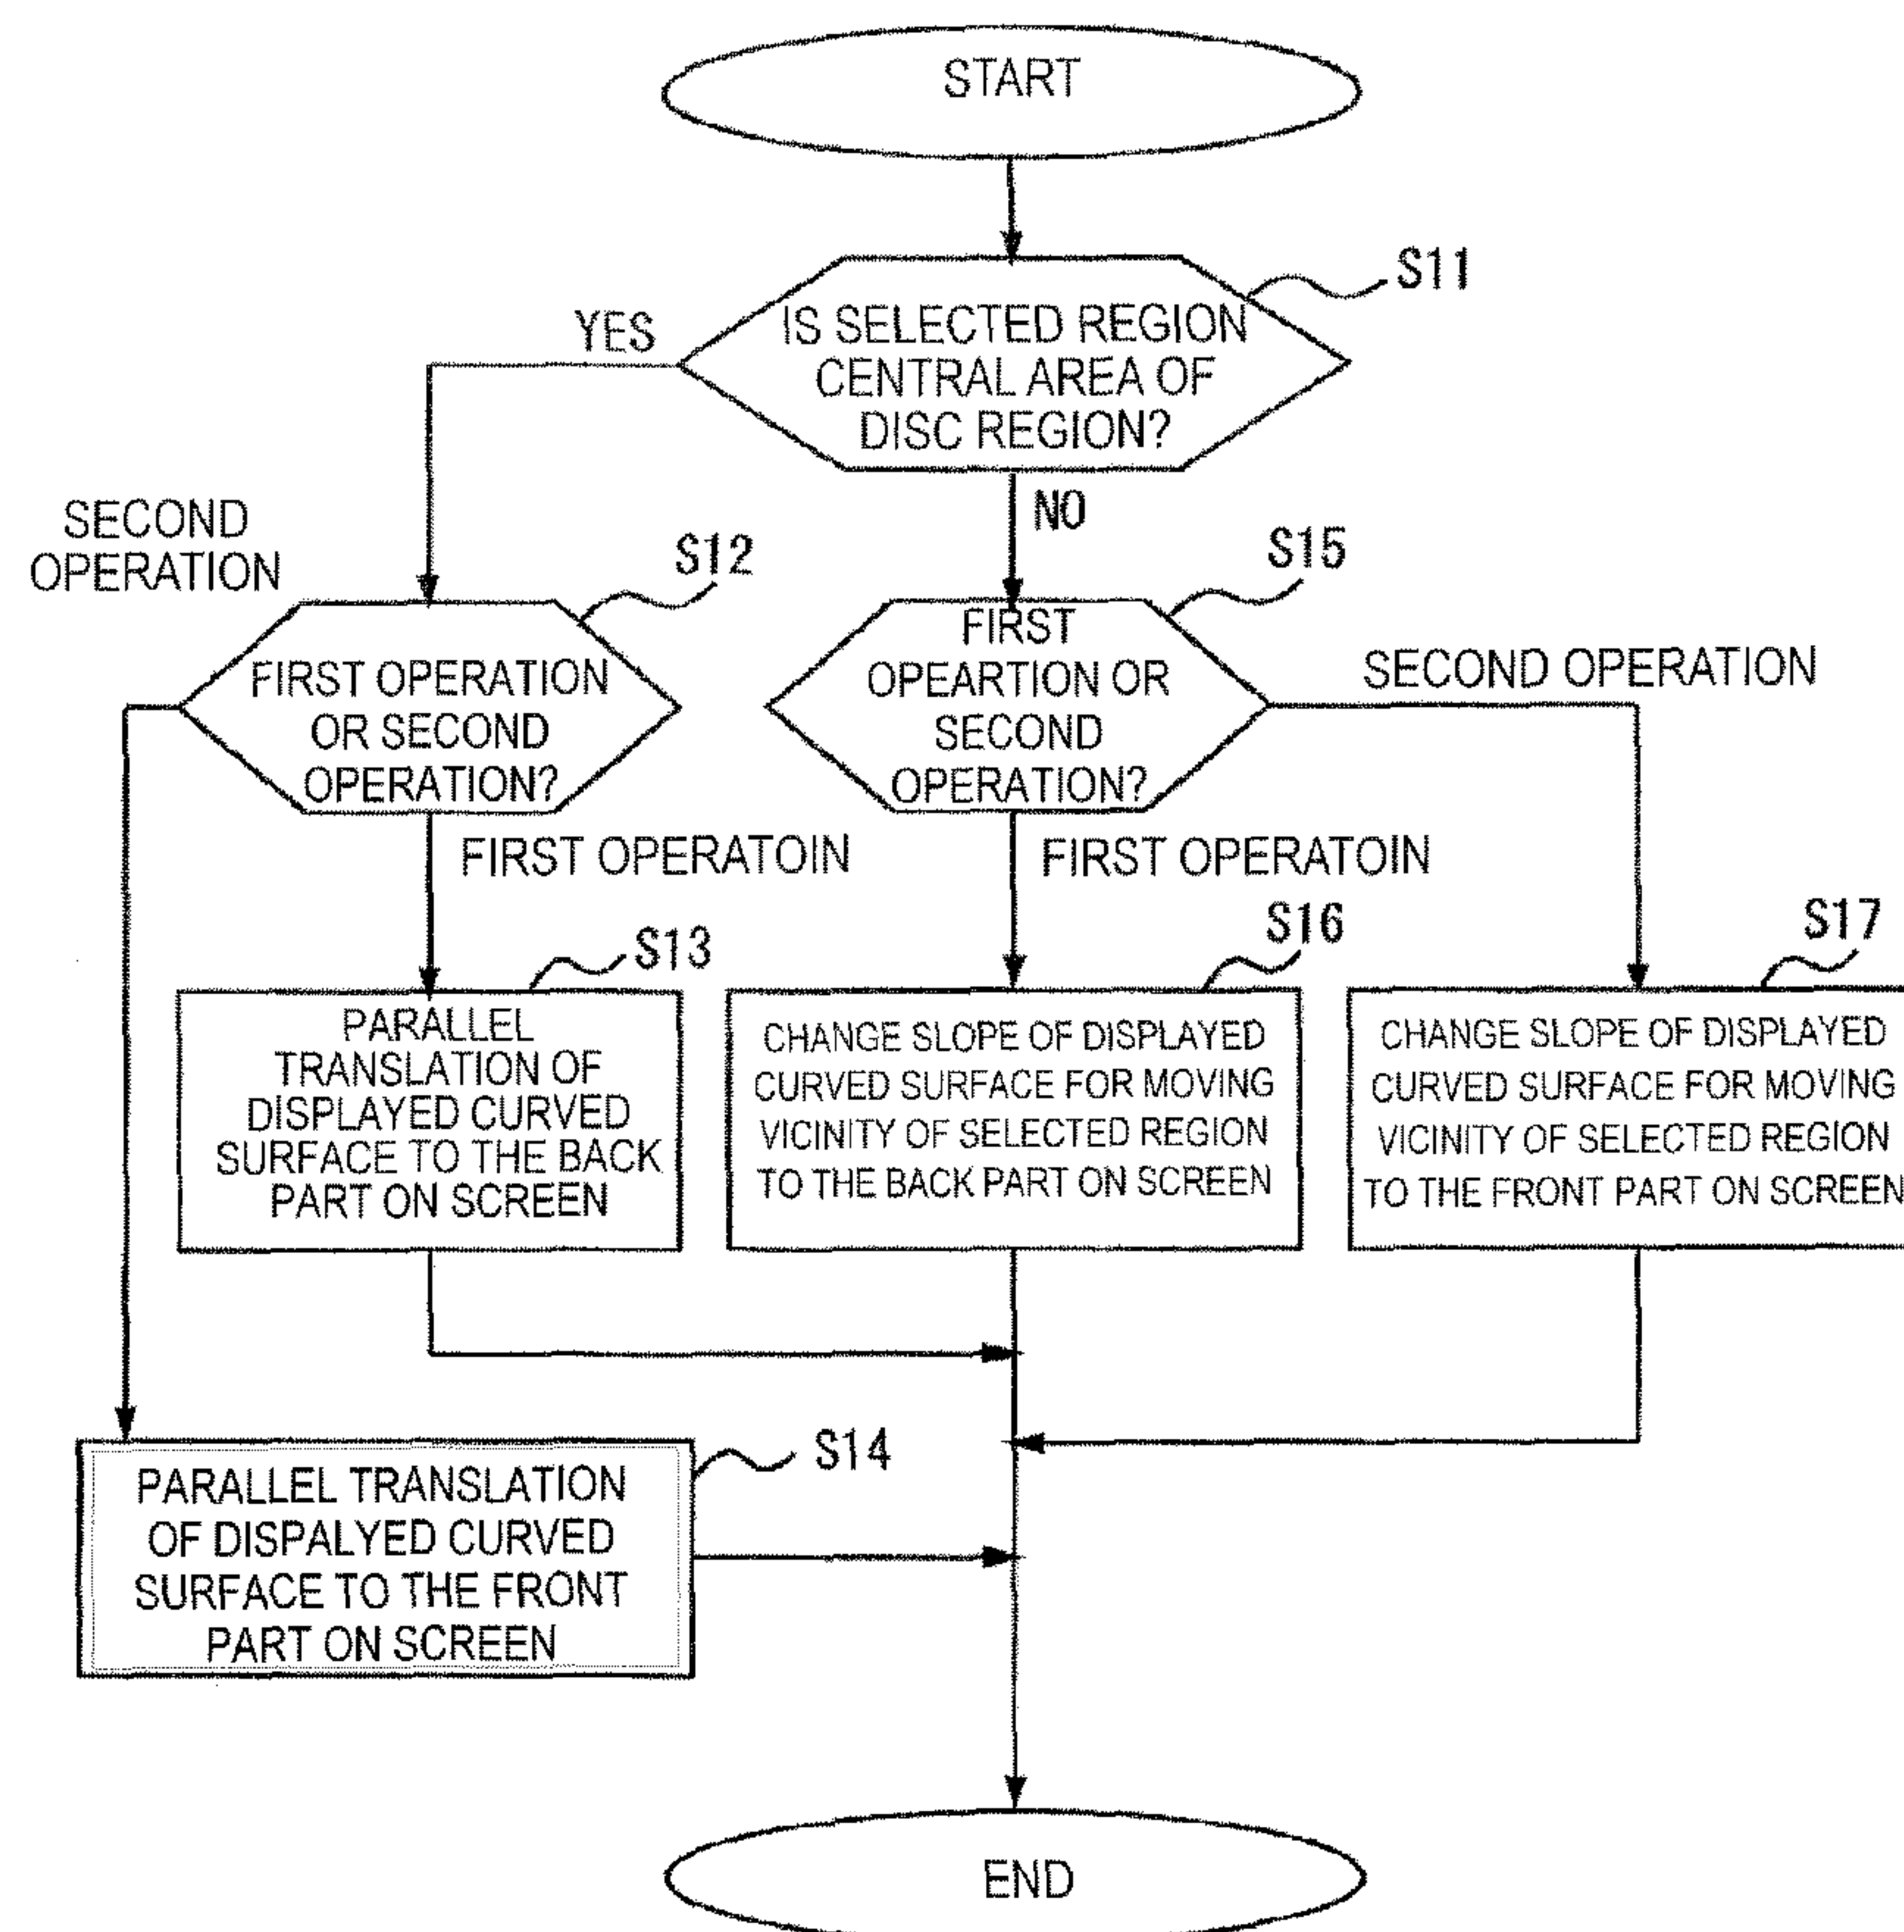 START
S11
YES
IS SELECTED REGION
CENTRAL AREA OF
DISC REGION?
NO
SECOND
OPERATION
S12
FIRST OPERATION
OR SECOND
OPERATION?
S15
FIRST
OPEARTION OR
SECOND
OPERATION?
SECOND OPERATION
FIRST OPERATOIN
FIRST OPERATOIN
S13
PARALLEL
TRANSLATION OF
DISPLAYED CURVED
SURFACE TO THE BACK
PART ON SCREEN
S16
CHANGE SLOPE OF DISPLAYED
CURVED SURFACE FOR MOVING
VICINITY OF SELECTED REGION
TO THE BACK PART ON SCREEN
S17
CHANGE SLOPE OF DISPLAYED
CURVED SURFACE FOR MOVING
VICINITY OF SELECTED REGION
TO THE FRONT PART ON SCREEN
S14
PARALLEL TRANSLATION
OF DISPALYED CURVED
SURFACE TO THE FRONT
PART ON SCREEN
END